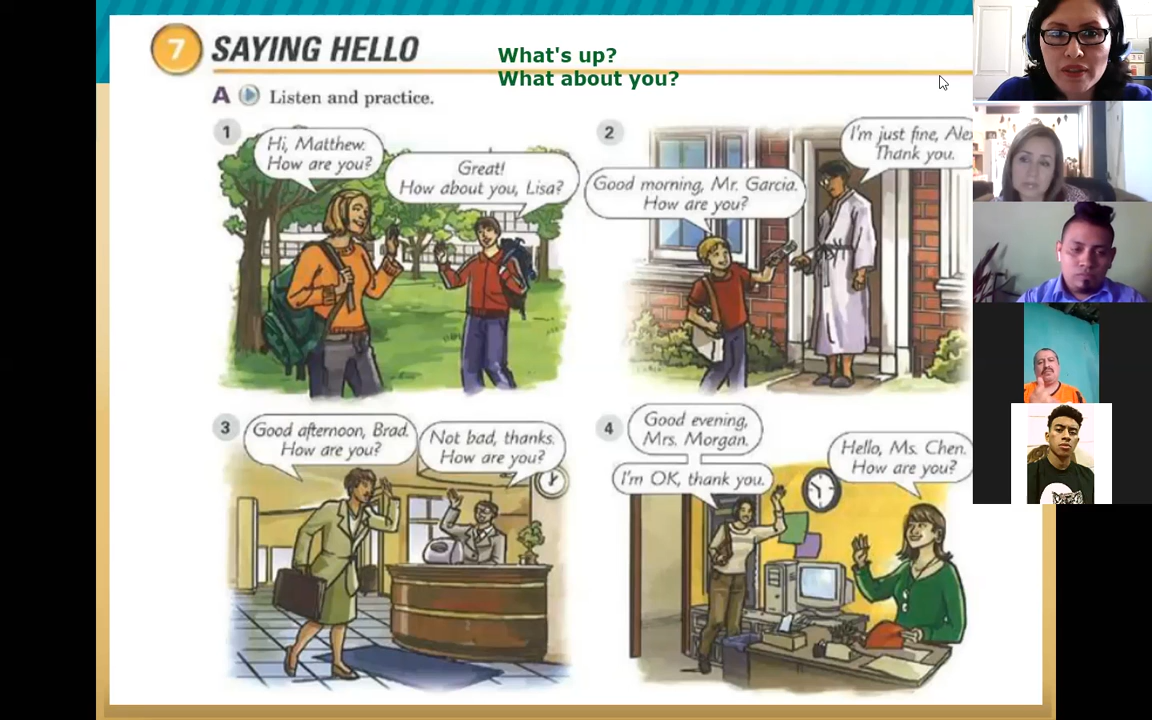 7 SAYING HELLO
What's up?
What about you?
A Listen and practice.
1
Hi, Matthew.
How are you?
Great!
How about you, Lisa?
2
Good morning, Mr. Garcia.
How are you?
I'm just fine, Alex
Thank you.
3
Good afternoon, Brad.
How are you?
Not bad, thanks.
How are you?
4
Good evening,
Mrs. Morgan.
Hello, Ms. Chen.
How are you?
I'm OK, thank you.